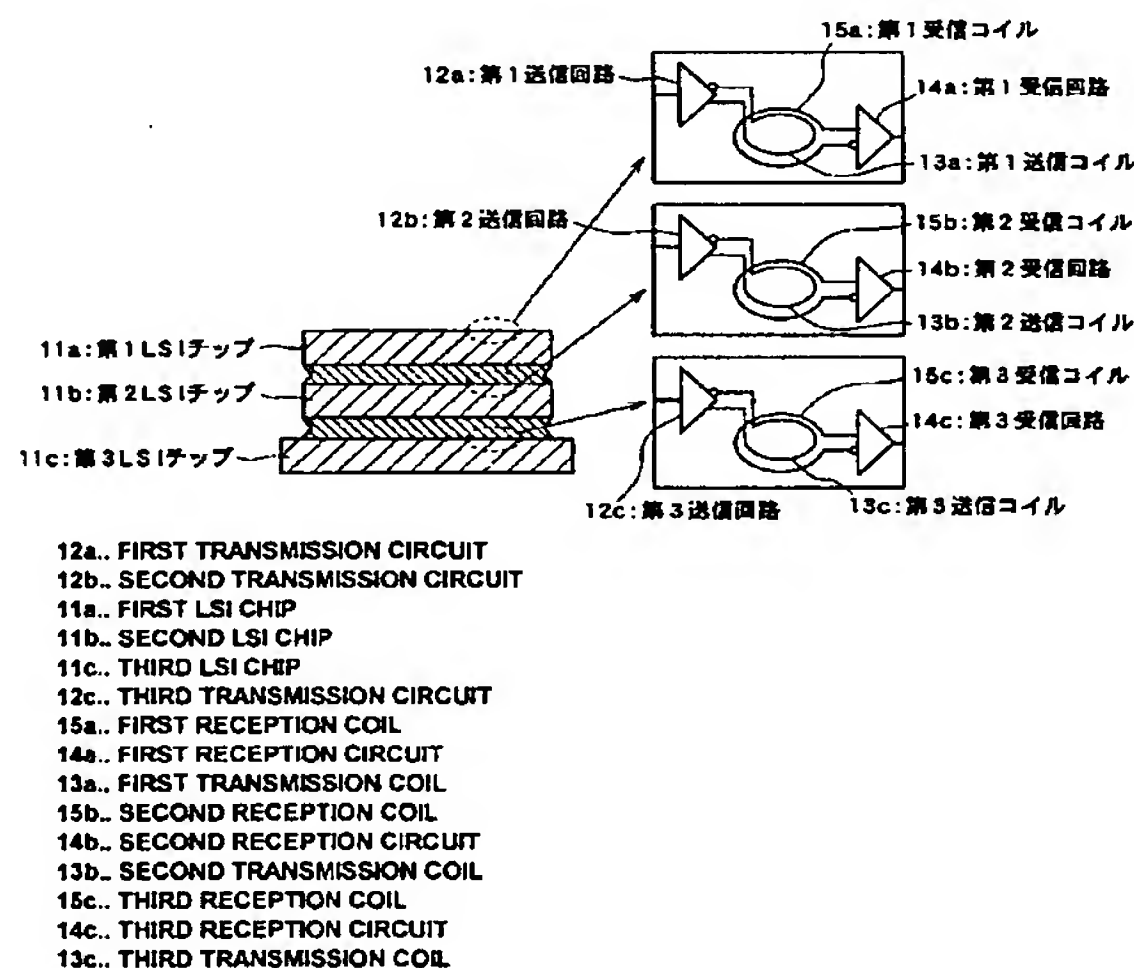 15a:第1受信コイル
12a:第1送信回路
14a:第1受信回路
13a:第1送信コイル
12b:第2送信回路
15b:第2受信コイル
14b:第2受信回路
13b:第2送信コイル
11a:第1LSIチップ
15c:第3受信コイル
11b:第2LSIチップ
14c:第3受信回路
11c:第3LSIチップ
12c:第3送信回路
13c:第3送信コイル
12a.. FIRST TRANSMISSION CIRCUIT
12b.. SECOND TRANSMISSION CIRCUIT
11a.. FIRST LSI CHIP
11b.. SECOND LSI CHIP
11c.. THIRD LSI CHIP
12c.. THIRD TRANSMISSION CIRCUIT
15a.. FIRST RECEPTION COIL
14a.. FIRST RECEPTION CIRCUIT
13a.. FIRST TRANSMISSION COIL
15b.. SECOND RECEPTION COIL
14b.. SECOND RECEPTION CIRCUIT
13b.. SECOND TRANSMISSION COIL
15c.. THIRD RECEPTION COIL
14c.. THIRD RECEPTION CIRCUIT
13c.. THIRD TRANSMISSION COIL